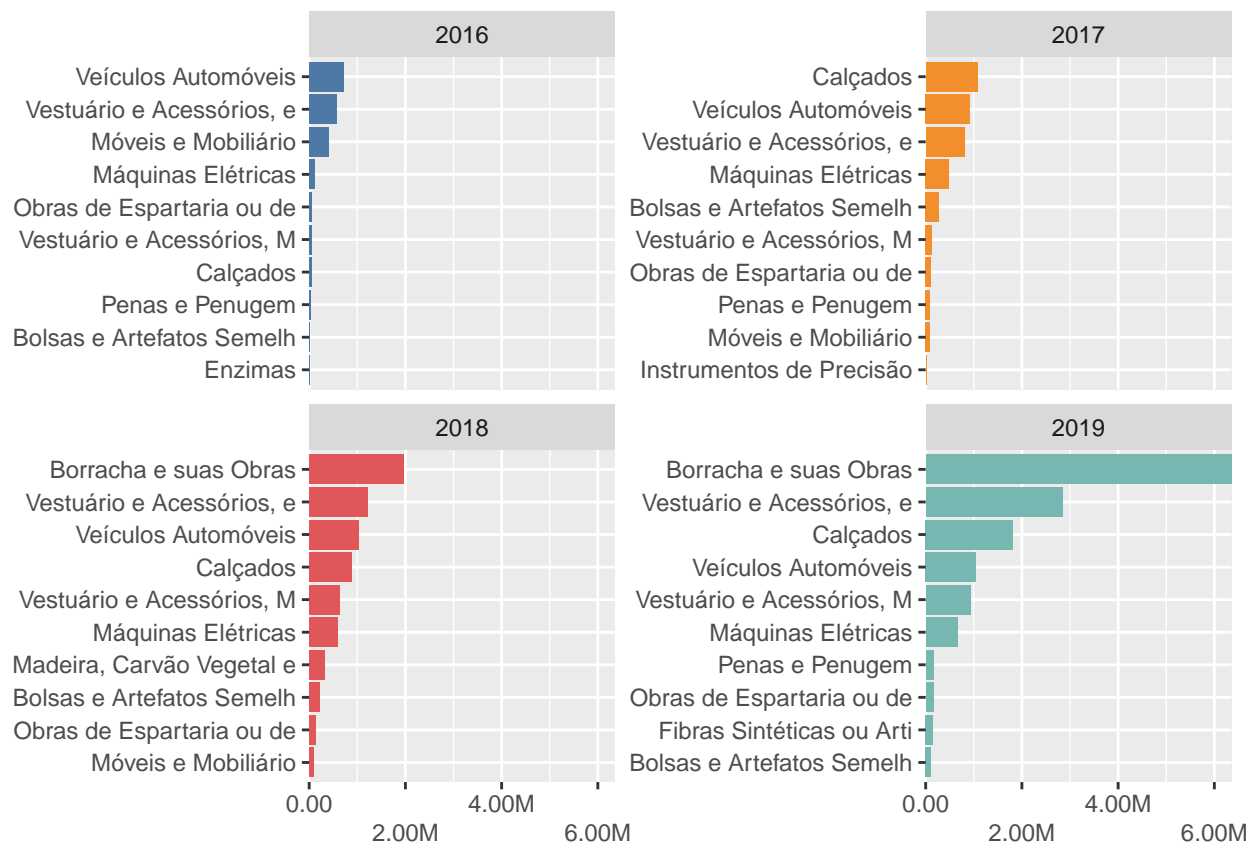 2016
Veículos Automóveis
Vestuário e Acessórios, e
Móveis e Mobiliário
Máquinas Elétricas
Obras de Espartaria ou de
Vestuário e Acessórios, M
Calçados
Penas e Penugem
Bolsas e Artefatos Semelh
Enzimas
2017
Calçados
Veículos Automóveis
Vestuário e Acessórios, e
Máquinas Elétricas
Bolsas e Artefatos Semelh
Vestuário e Acessórios, M
Obras de Espartaria ou de
Penas e Penugem
Móveis e Mobiliário
Instrumentos de Precisão
2018
Borracha e suas Obras
Vestuário e Acessórios, e
Veículos Automóveis
Calçados
Vestuário e Acessórios, M
Máquinas Elétricas
Madeira, Carvão Vegetal e
Bolsas e Artefatos Semelh
Obras de Espartaria ou de
Móveis e Mobiliário
0.00 4.00M
2.00M 6.00M
2019
Borracha e suas Obras
Vestuário e Acessórios, e
Calçados
Veículos Automóveis
Vestuário e Acessórios, M
Máquinas Elétricas
Penas e Penugem
Obras de Espartaria ou de
Fibras Sintéticas ou Arti
Bolsas e Artefatos Semelh
0.00 4.00M
2.00M 6.00M